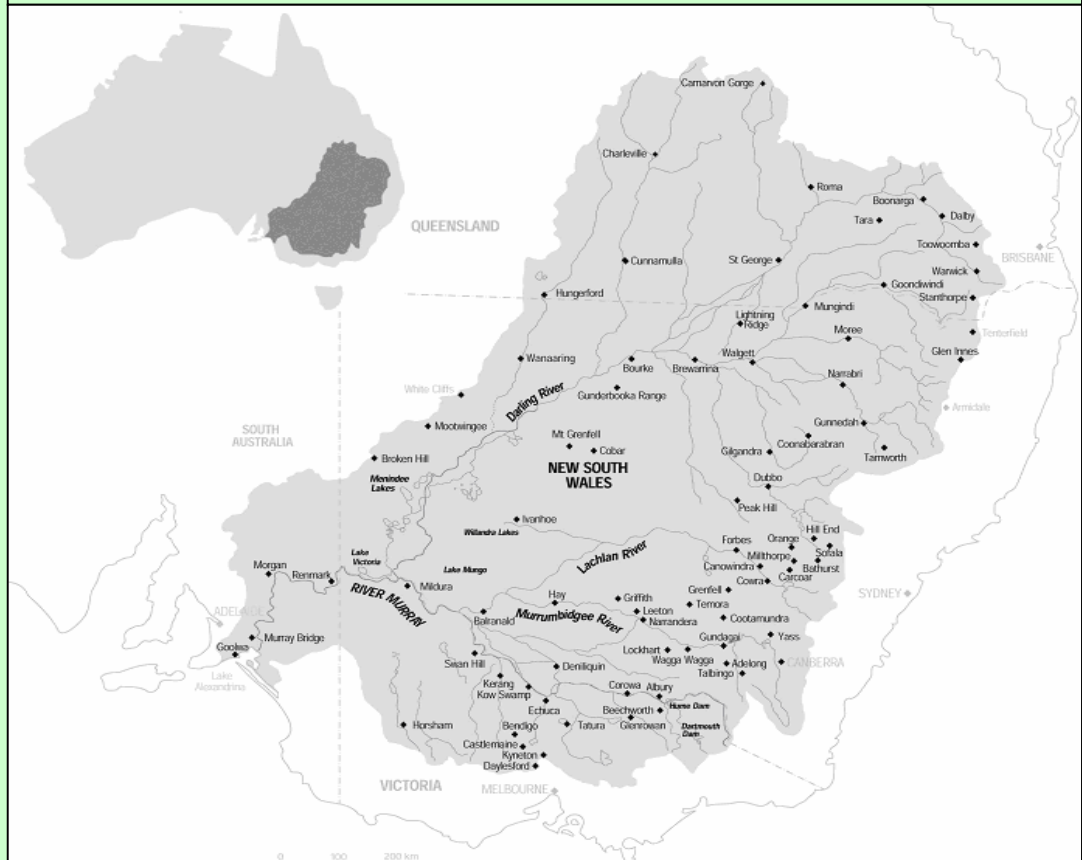 Carnarvon Gorge
Charleville
Roma
Boonarga
Tara
Dalby
QUEENSLAND
Toowoomba
BRISBANE
Cunnamulla
St George
Warwick
Goondiwindi
Stanthorpe
Hungerford
Mungindi
Lightning
Ridge
Moree
Tenterfield
Glen Innes
Wanaaring
Bourke
Brewarrina
Walgett
Narrabri
White Cliffs
Darling River
Gunderbooka Range
Armidale
Mootwingee
SOUTH
AUSTRALIA
Mt Grenfell
Cobar
Gunnedah
Coonabarabran
Gilgandra
Tamworth
Broken Hill
NEW SOUTH
WALES
Menindee
Lakes
Dubbo
Peak Hill
Ivanhoe
Willandra Lakes
Hill End
Forbes
Orange
Sofala
Millthorpe
Lachlan River
Canowindra
Bathurst
Carcoar
Cowra
Lake
Victoria
Lake Mungo
Morgan
Renmark
Mildura
RIVER MURRAY
Grenfell
SYDNEY
Hay
Griffith
Temora
Leeton
Narrandera
Cootamundra
ADELAIDE
Balranald
Murrumbidgee River
Murray Bridge
Goolwa
Gundagai
Yass
Lockhart
Wagga Wagga
Adelong
CANBERRA
Talbingo
Lake
Alexandrina
Swan Hill
Deniliquin
Kerang
Kow Swamp
Corowa
Albury
Hume Dam
Echuca
Beechworth
Horsham
Bendigo
Tatura
Glenrowan
Dartmouth
Dam
Castlemaine
Kyneton
Daylesford
VICTORIA
MELBOURNE
0 100 200 km